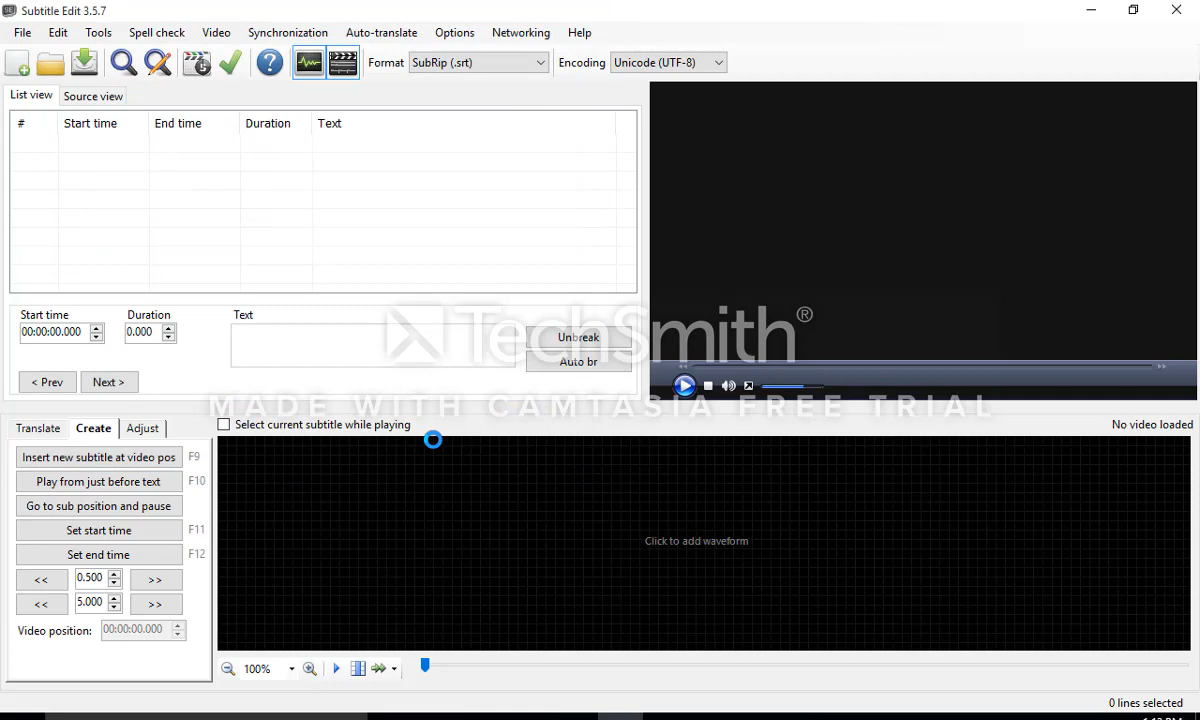 Subtitle Edit 3.5.7
File Edit Tools Spell check Video Synchronization Auto-translate Options Networking Help
Format SubRip (.srt) Encoding Unicode (UTF-8)
List view Source view
# Start time End time Duration Text
Start time Duration Text
00:00:00.000 0.000
Unbreak
Auto br
< Prev Next >
TechSmith®
MADE WITH CAMTASIA FREE TRIAL
Translate Create Adjust
Select current subtitle while playing
No video loaded
Insert new subtitle at video pos F9
Play from just before text F10
Go to sub position and pause
Set start time F11
Set end time F12
<< 0.500 >>
<< 5.000 >>
Video position: 00:00:00.000
Click to add waveform
100%
0 lines selected